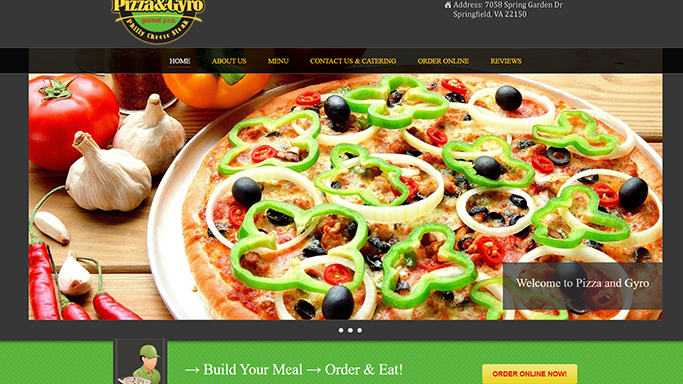 Pizza&Gyro
gourmet pizza
Philly Cheese Steak
Address: 7058 Spring Garden Dr
Springfield, VA 22150
HOME ABOUT US MENU CONTACT US & CATERING ORDER ONLINE REVIEWS
Welcome to Pizza and Gyro
→ Build Your Meal → Order & Eat!
ORDER ONLINE NOW!